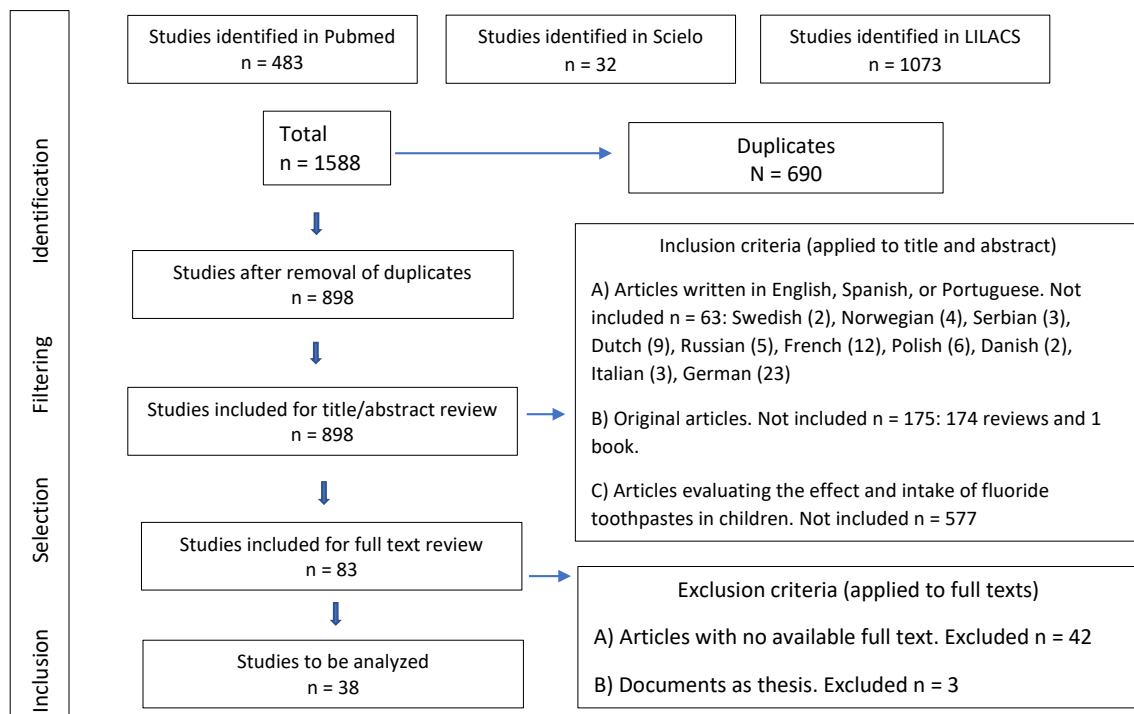 Studies identified in Pubmed
n = 483
Studies identified in Scielo
n = 32
Studies identified in LILACS
n = 1073
Identification
Total
n = 1588
Duplicates
N = 690
Studies after removal of duplicates
n = 898
Inclusion criteria (applied to title and abstract)
A) Articles written in English, Spanish, or Portuguese. Not
included n = 63: Swedish (2), Norwegian (4), Serbian (3),
Dutch (9), Russian (5), French (12), Polish (6), Danish (2),
Italian (3), German (23)
B) Original articles. Not included n = 175: 174 reviews and 1
book.
C) Articles evaluating the effect and intake of fluoride
toothpastes in children. Not included n = 577
Filtering
Studies included for title/abstract review
n = 898
Selection
Studies included for full text review
n = 83
Exclusion criteria (applied to full texts)
A) Articles with no available full text. Excluded n = 42
B) Documents as thesis. Excluded n = 3
Inclusion
Studies to be analyzed
n = 38